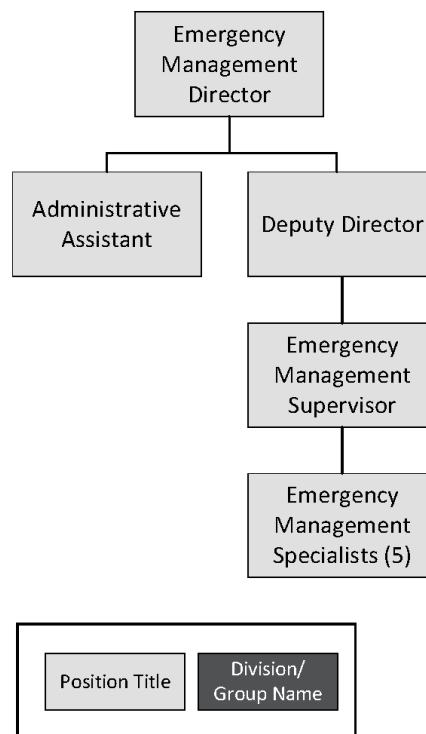 Emergency
Management
Director
Administrative
Assistant
Deputy Director
Emergency
Management
Supervisor
Emergency
Management
Specialists (5)
Position Title
Division/
Group Name